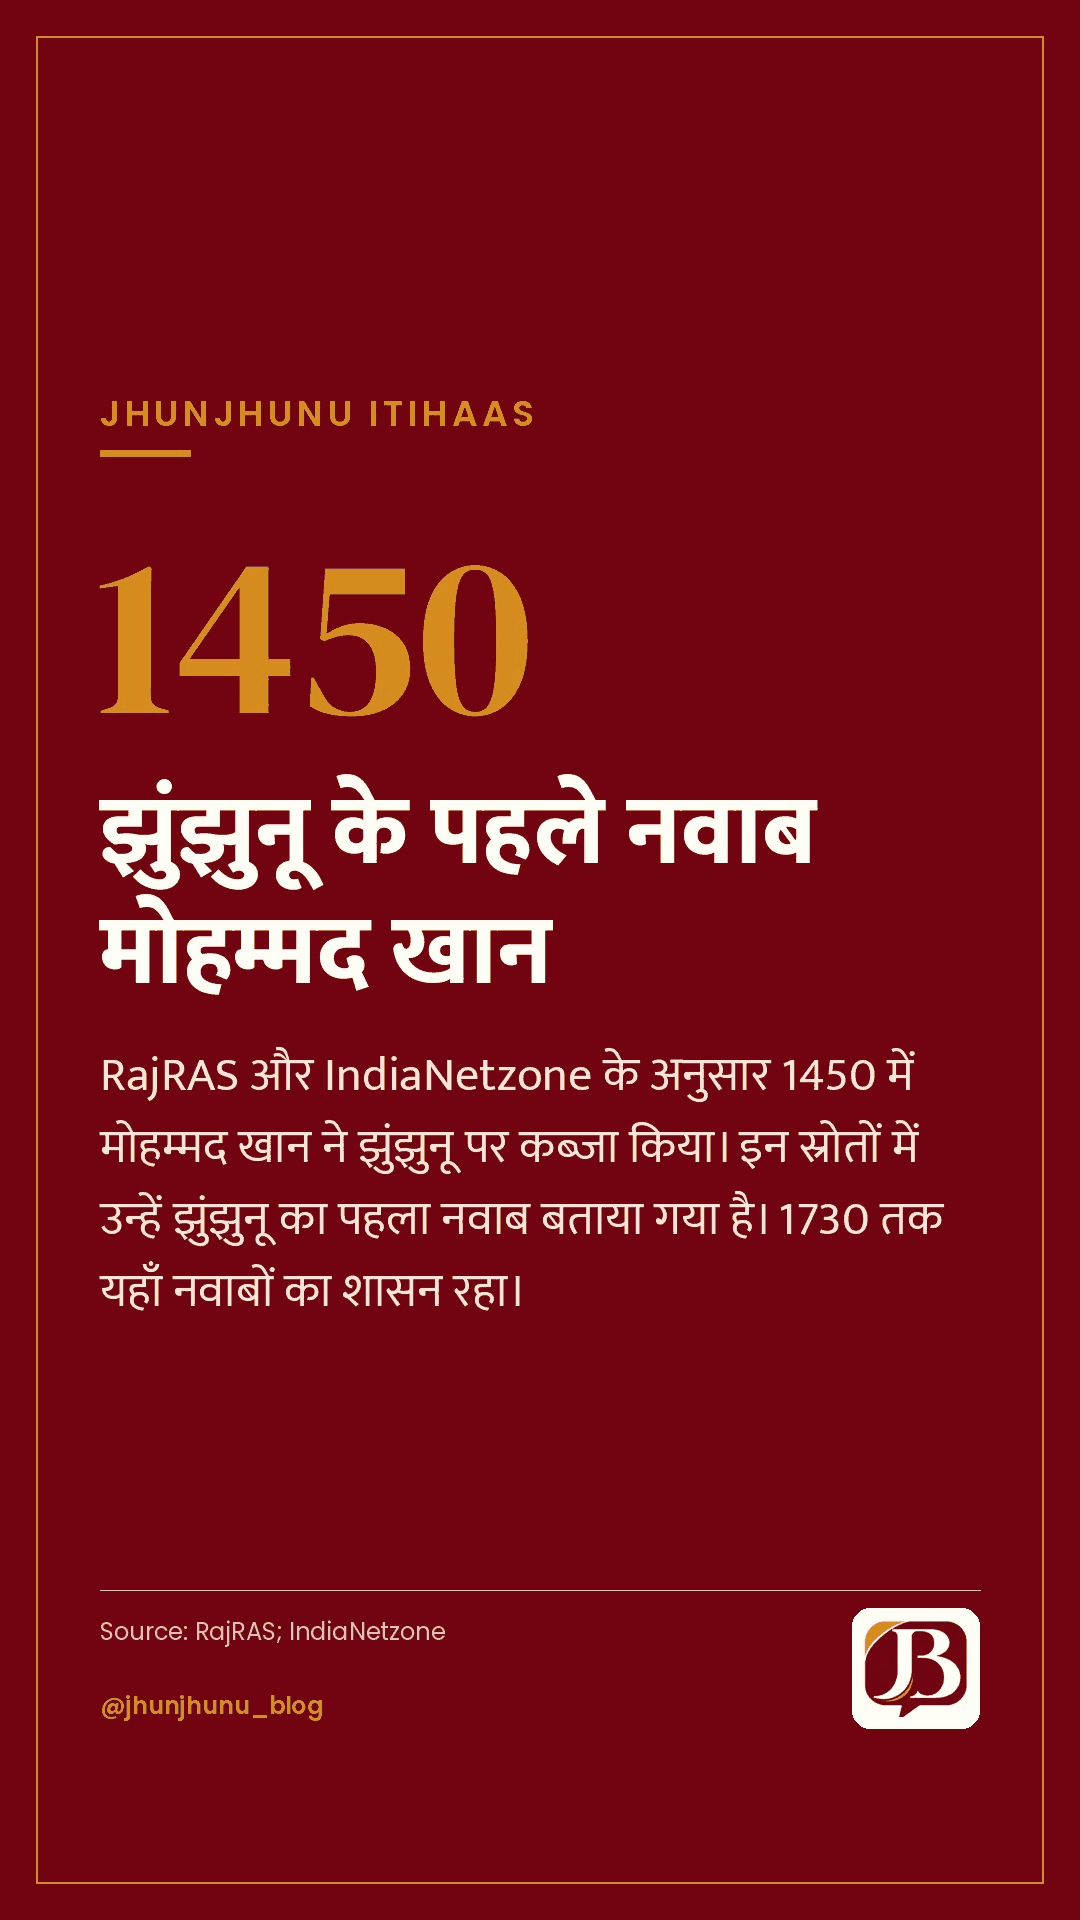 JHUNJHUNU ITIHAAS
1450
झुंझुनू के पहले नवाब
मोहम्मद खान
RajRAS और IndiaNetzone के अनुसार 1450 में
मोहम्मद खान ने झुंझुनू पर कब्जा किया। इन स्रोतों में
उन्हें झुंझुनू का पहला नवाब बताया गया है। 1730 तक
यहाँ नवाबों का शासन रहा।
Source: RajRAS; IndiaNetzone
@jhunjhunu_blog
JB